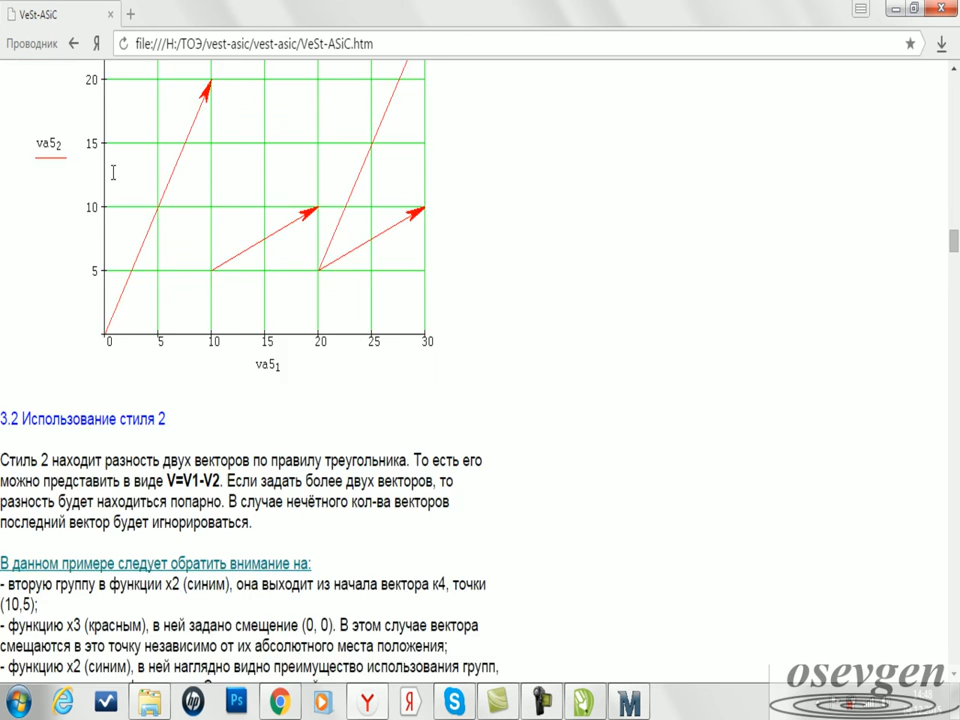 VeSt-ASiC
Проводник
file:///H:/ТОЭ/vest-asic/vest-asic/VeSt-ASiC.htm
20
va5₂
15
10
5
0 5 10 15 20 25 30
va5₁
3.2 Использование стиля 2
Стиль 2 находит разность двух векторов по правилу треугольника. То есть его
можно представить в виде V=V1-V2. Если задать более двух векторов, то
разность будет находиться попарно. В случае нечётного кол-ва векторов
последний вектор будет игнорироваться.
В данном примере следует обратить внимание на:
- вторую группу в функции x2 (синим), она выходит из начала вектора к4, точки
(10,5);
- функцию x3 (красным), в ней задано смещение (0, 0). В этом случае вектора
смещаются в это точку независимо от их абсолютного места положения;
- функцию x2 (синим), в ней наглядно видно преимущество использования групп,
osevgen